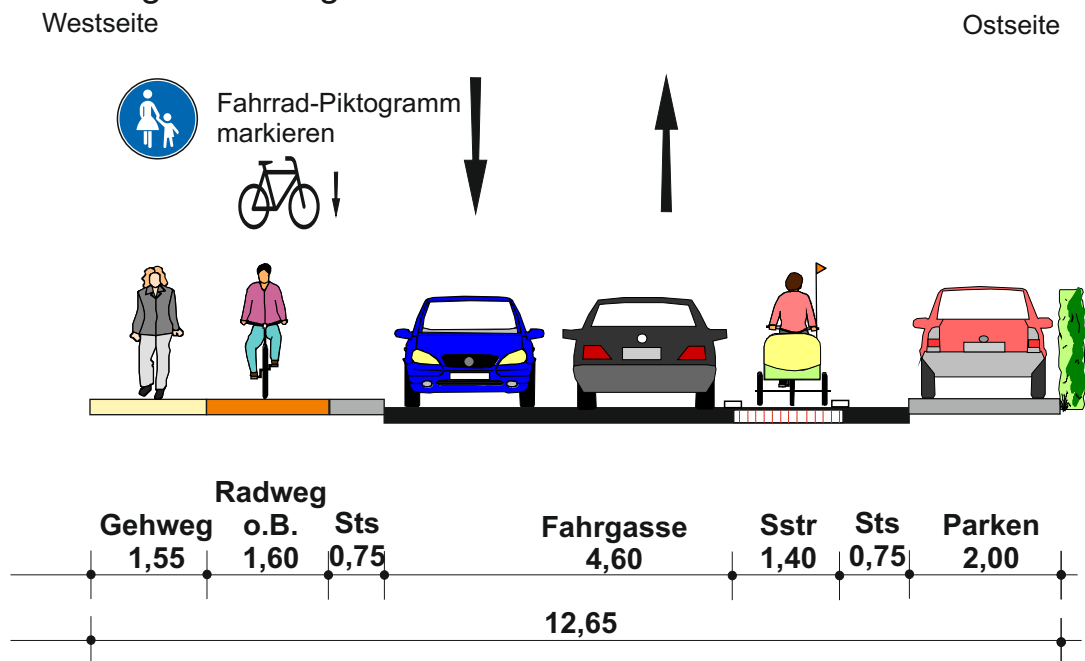 Westseite
Ostseite
Fahrrad-Piktogramm
markieren
Radweg
Gehweg o.B. Sts Fahrgasse Sstr Sts Parken
1,55 1,60 0,75 4,60 1,40 0,75 2,00
12,65